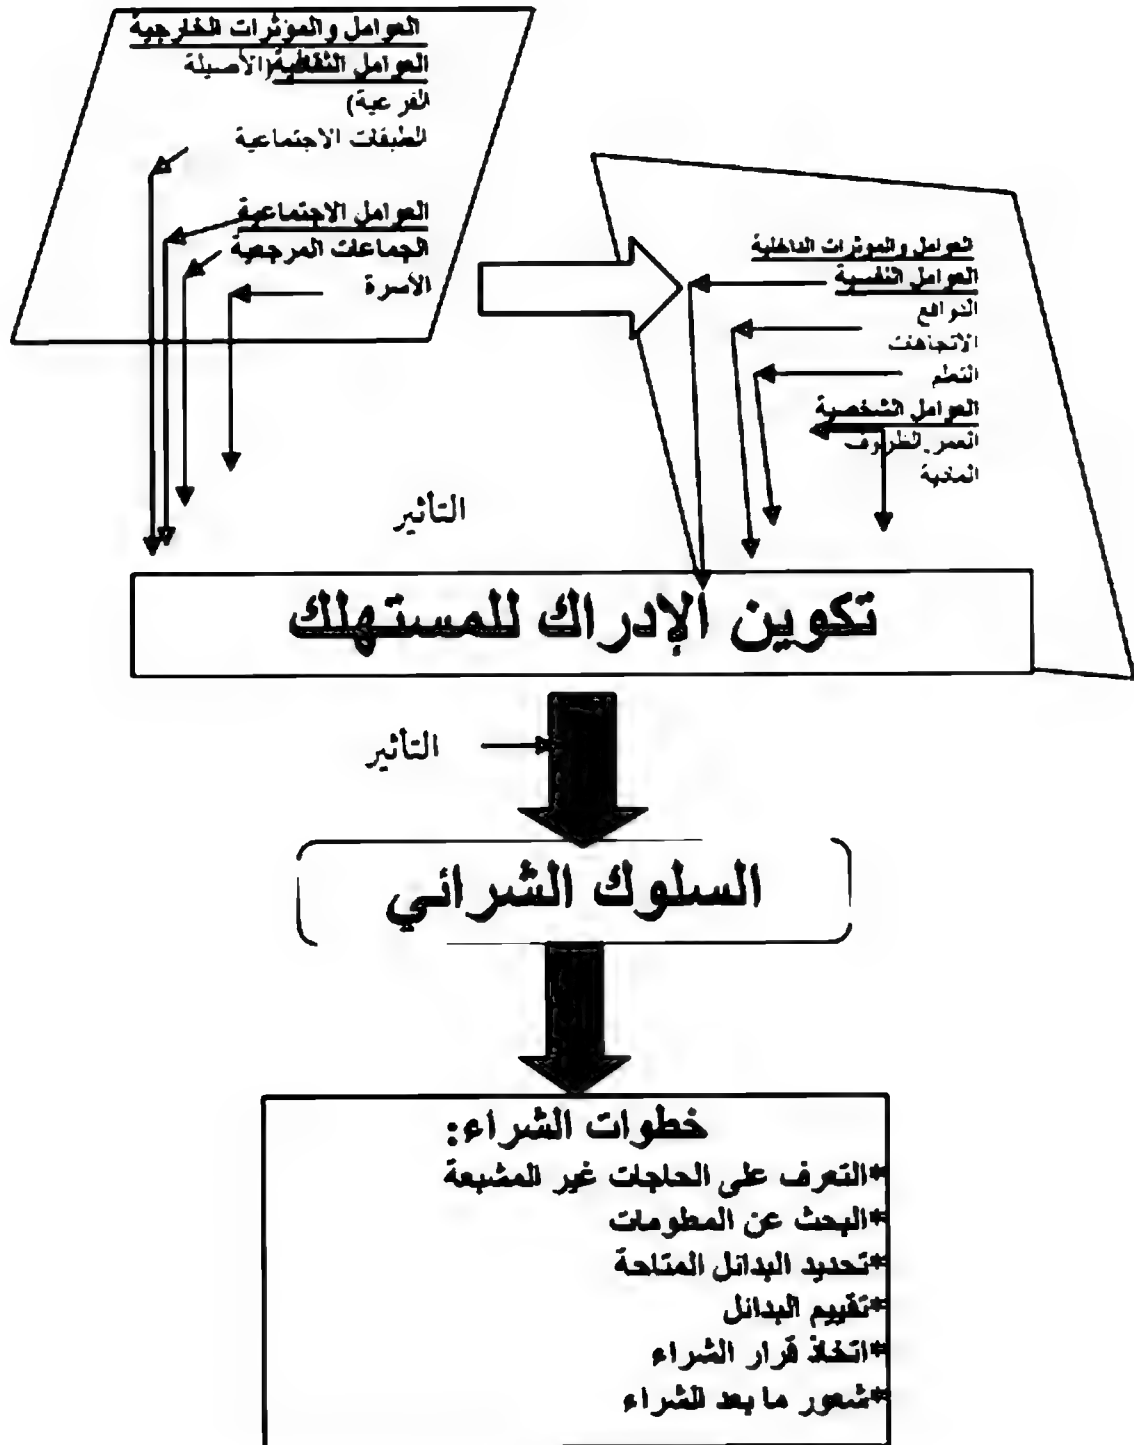 العوامل والمؤثرات الخارجية
العوامل الثقافية(الأصيلة
الفرعية)
الطبقات الاجتماعية
العوامل الاجتماعية
الجماعات المرجعية
الأسرة
العوامل والمؤثرات الداخلية
العوامل النفسية
الدوافع
الاتجاهات
التعلم
العوامل الشخصية
العمر.الظروف
المادية
التأثير
تكوين الإدراك للمستهلك
التأثير
السلوك الشرائي
خطوات الشراء:
*التعرف على الحاجات غير المشبعة
*البحث عن المعلومات
*تحديد البدائل المتاحة
*تقييم البدائل
*اتخاذ قرار الشراء
*شعور ما بعد الشراء